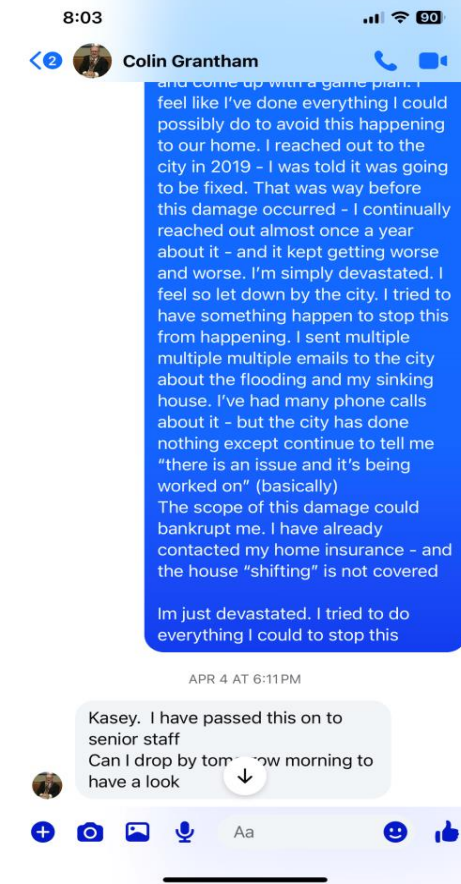 8:03
90
2
Colin Grantham
and come up with a game plan. I
feel like I've done everything I could
possibly do to avoid this happening
to our home. I reached out to the
city in 2019 - I was told it was going
to be fixed. That was way before
this damage occurred - I continually
reached out almost once a year
about it - and it kept getting worse
and worse. I'm simply devastated. I
feel so let down by the city. I tried to
have something happen to stop this
from happening. I sent multiple
multiple multiple emails to the city
about the flooding and my sinking
house. I've had many phone calls
about it - but the city has done
nothing except continue to tell me
“there is an issue and it's being
worked on” (basically)
The scope of this damage could
bankrupt me. I have already
contacted my home insurance - and
the house “shifting” is not covered
Im just devastated. I tried to do
everything I could to stop this
APR 4 AT 6:11 PM
Kasey. I have passed this on to
senior staff
Can I drop by tomorrow morning to
have a look
Aa